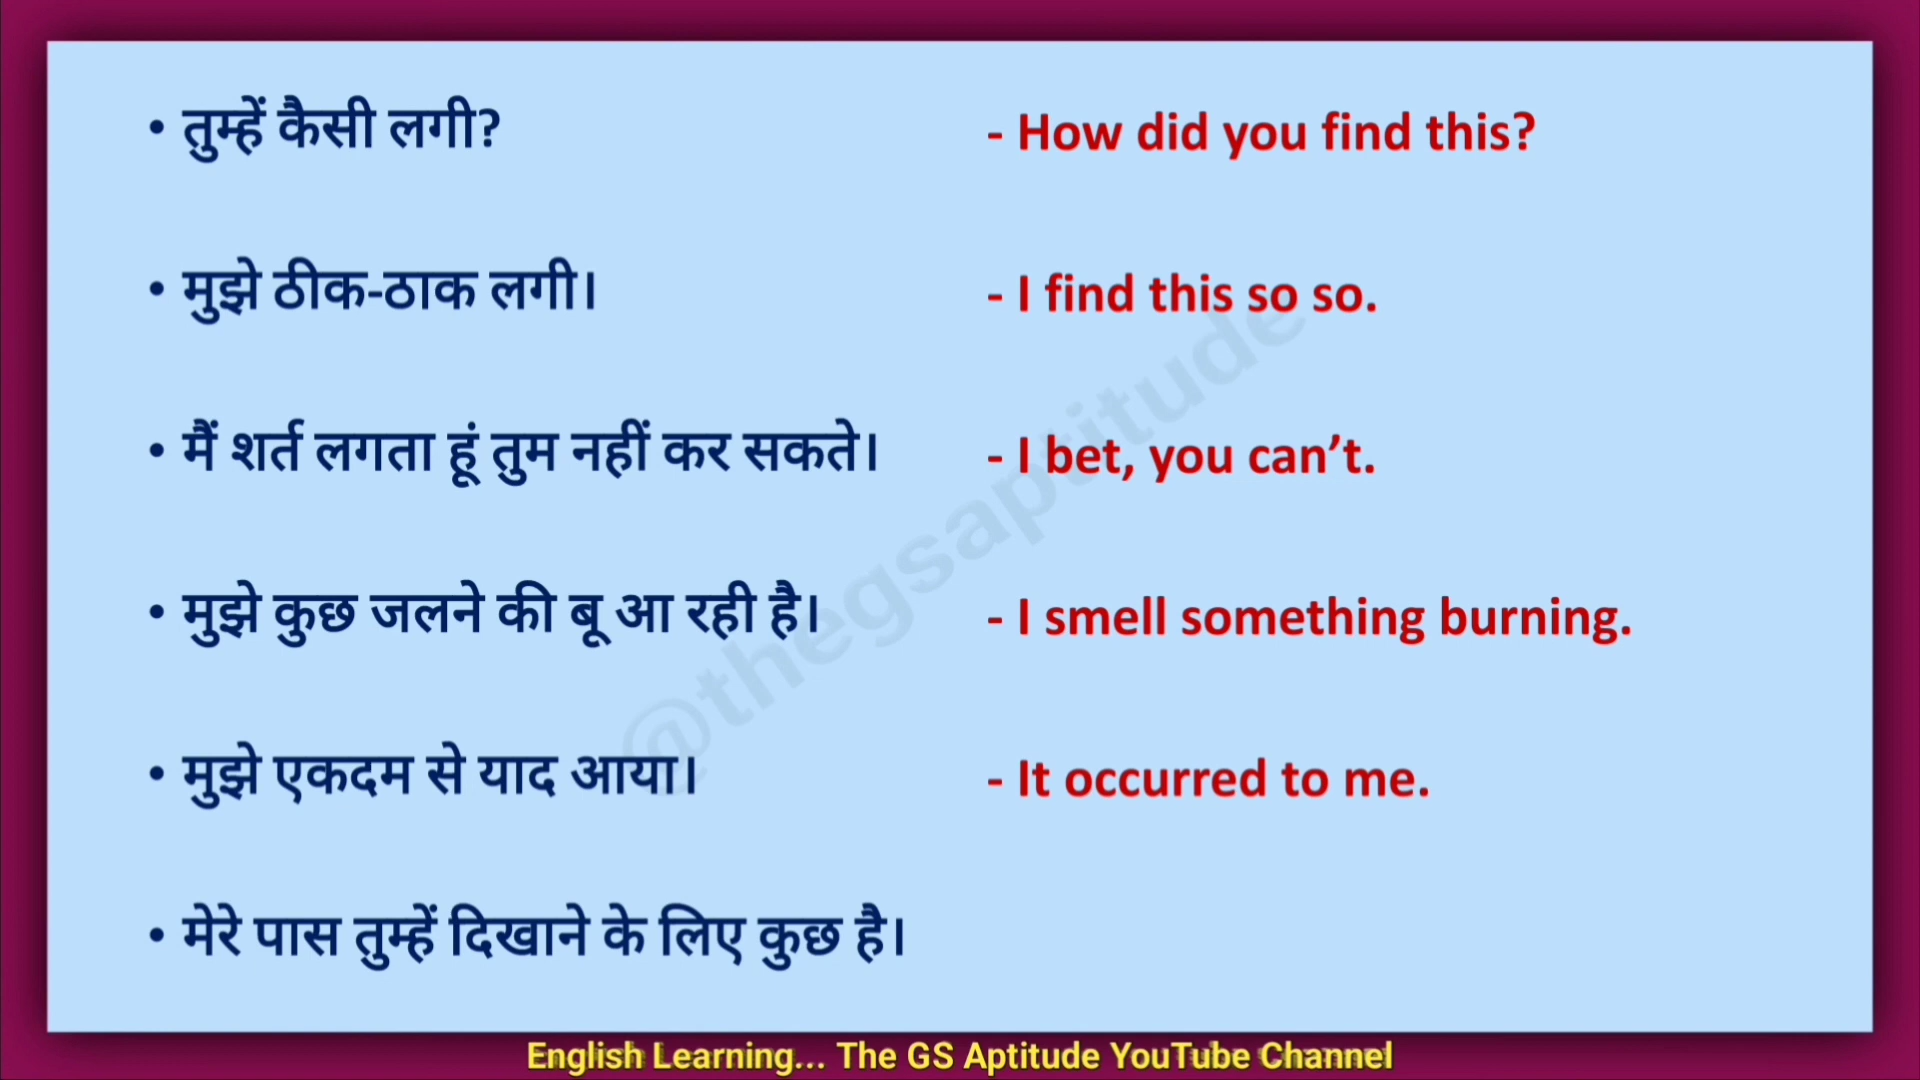 • तुम्हें कैसी लगी? - How did you find this?
• मुझे ठीक-ठाक लगी। - I find this so so.
• मैं शर्त लगता हूं तुम नहीं कर सकते। - I bet, you can’t.
• मुझे कुछ जलने की बू आ रही है। - I smell something burning.
• मुझे एकदम से याद आया। - It occurred to me.
• मेरे पास तुम्हें दिखाने के लिए कुछ है।
@thegsaptitude
English Learning... The GS Aptitude YouTube Channel